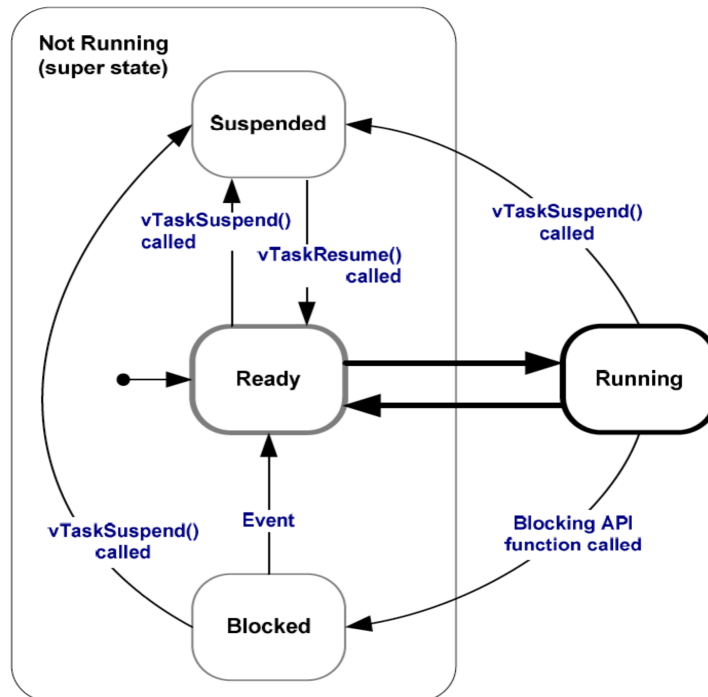 Not Running
(super state)
Suspended
vTaskSuspend()
called
vTaskResume()
called
vTaskSuspend()
called
Ready
Running
Event
vTaskSuspend()
called
Blocking API
function called
Blocked